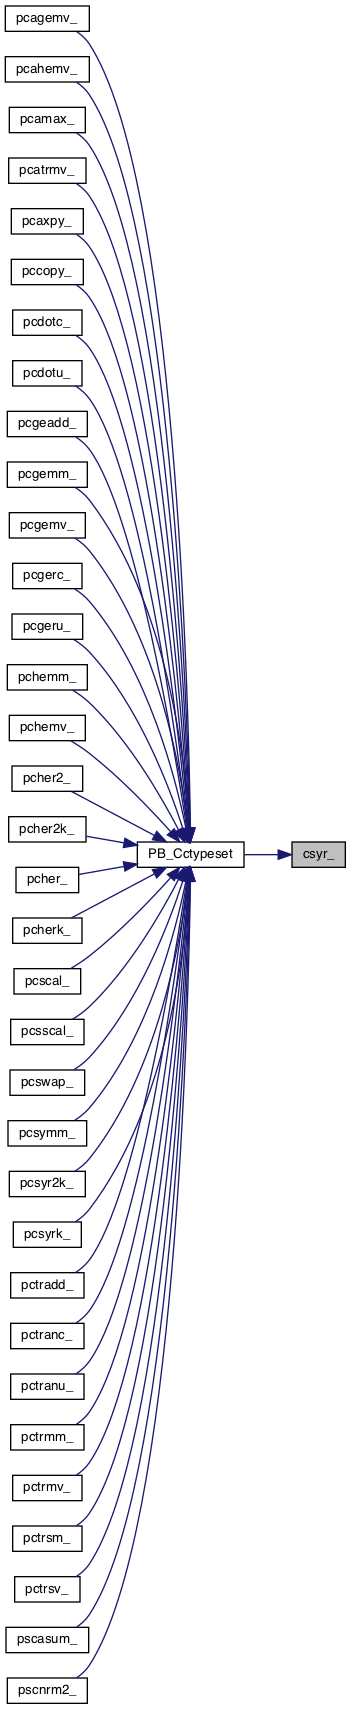 pcagemv_
pcahemv_
pcamax_
pcatrmv_
pcaxpy_
pccopy_
pcdotc_
pcdotu_
pcgeadd_
pcgemm_
pcgemv_
pcgerc_
pcgeru_
pchemm_
pchemv_
pcher2_
pcher2k_
PB_Cctypeset
csyr_
pcher_
pcherk_
pcscal_
pcsscal_
pcswap_
pcsymm_
pcsyr2k_
pcsyrk_
pctradd_
pctranc_
pctranu_
pctrmm_
pctrmv_
pctrsm_
pctrsv_
pscasum_
pscnrm2_